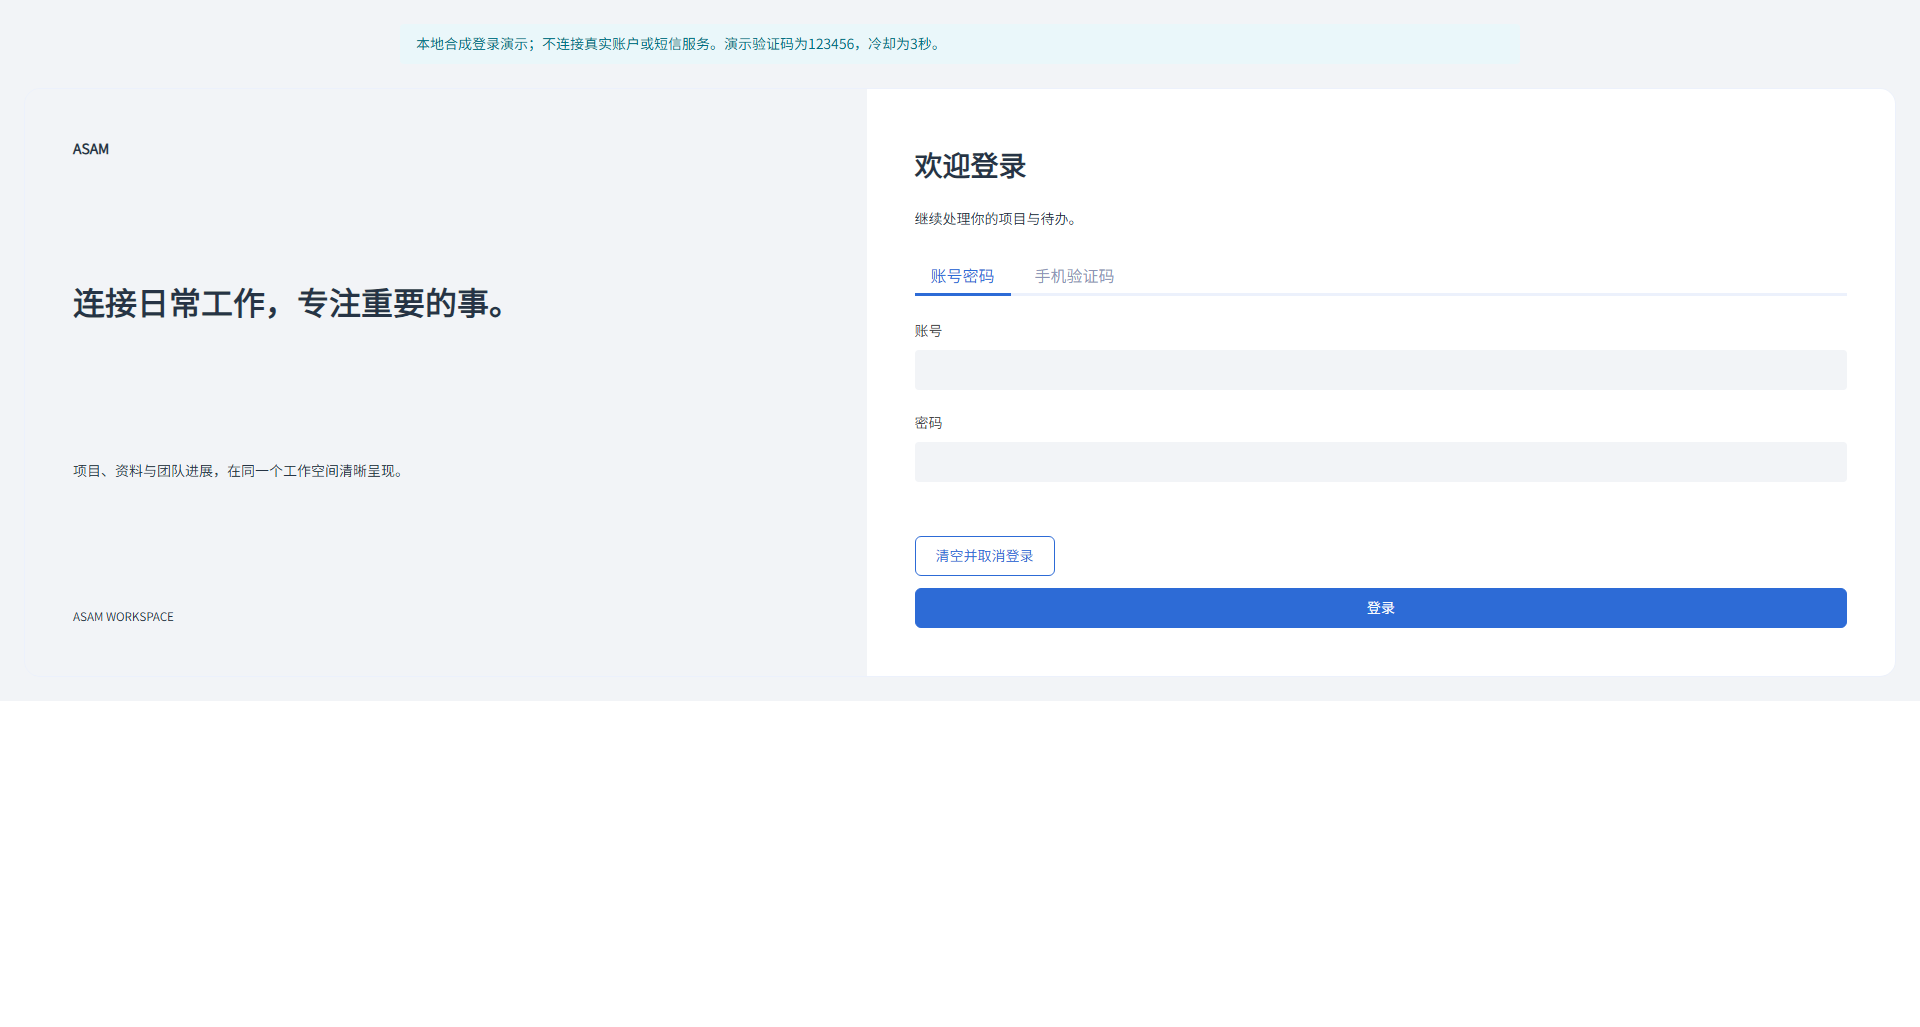 本地合成登录演示；不连接真实账户或短信服务。演示验证码为123456，冷却为3秒。
ASAM
连接日常工作，专注重要的事。
项目、资料与团队进展，在同一个工作空间清晰呈现。
ASAM WORKSPACE
欢迎登录
继续处理你的项目与待办。
账号密码
手机验证码
账号
密码
清空并取消登录
登录